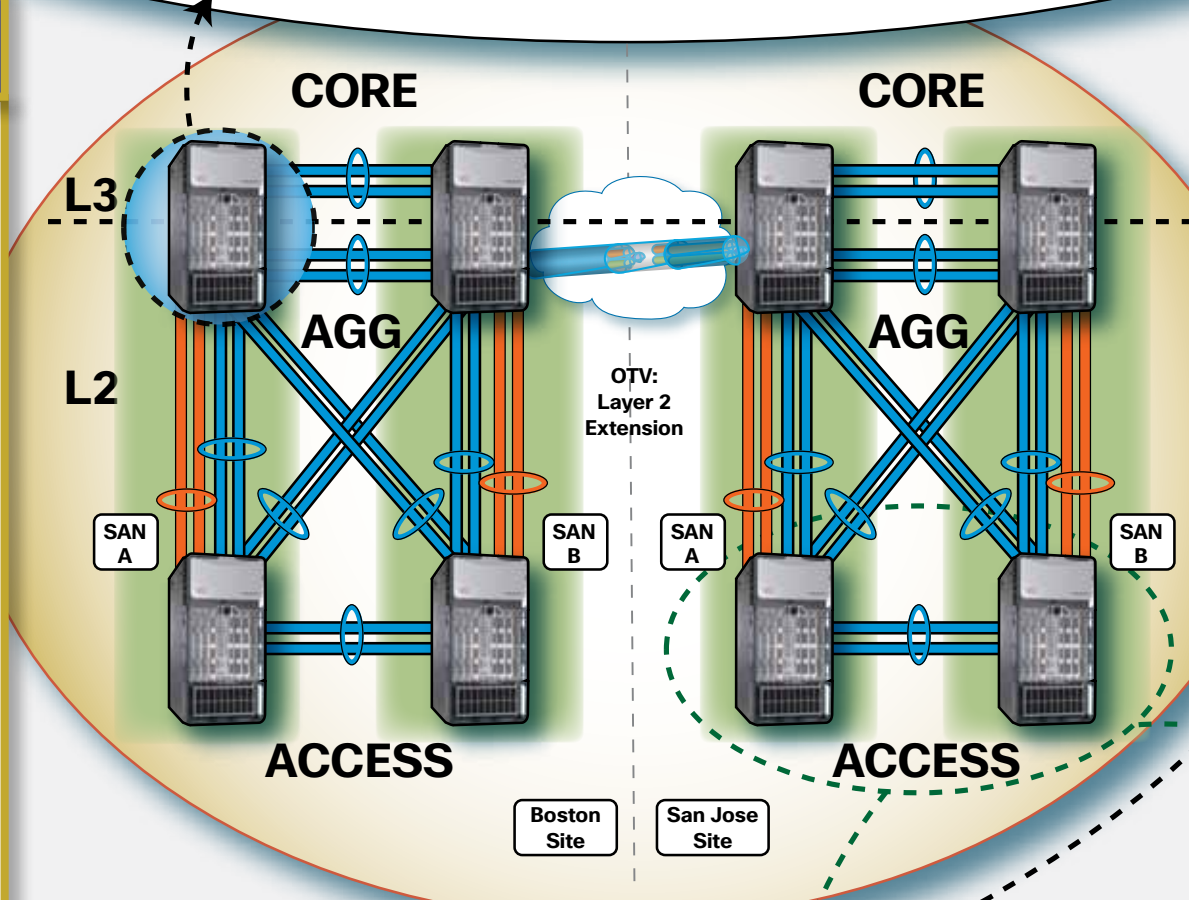 CORE
CORE
L3
AGG
AGG
L2
OTV:
Layer 2
Extension
SAN
A
SAN
B
SAN
A
SAN
B
ACCESS
ACCESS
Boston
Site
San Jose
Site